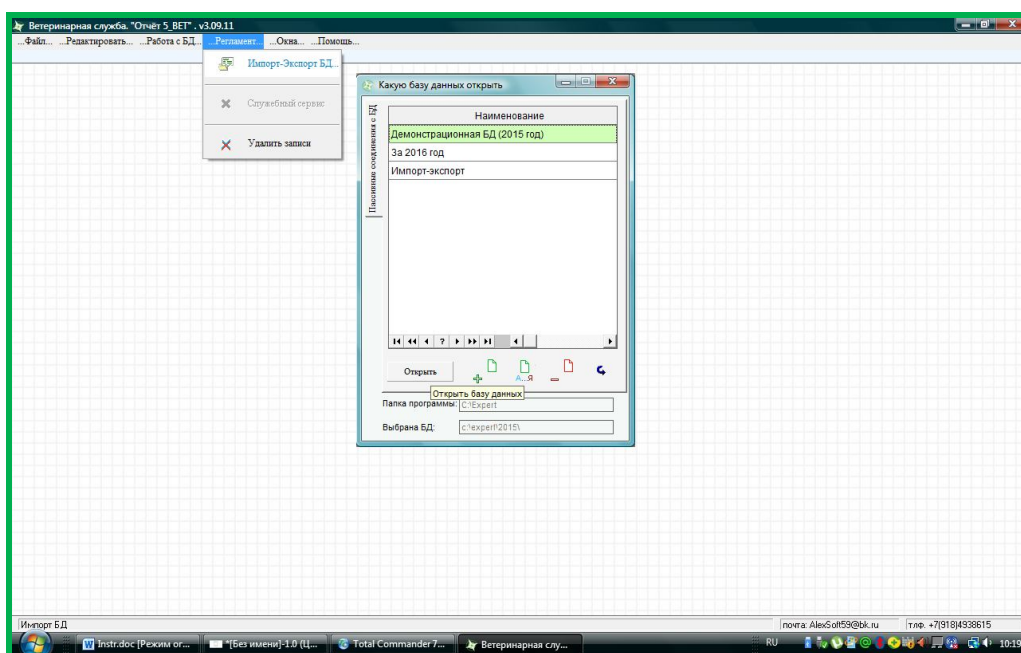 Ветеринарная служба. "Отчёт 5_ВЕТ" . v3.09.11
...Файл... ...Редактировать... ...Работа с БД... ...Регламент... ...Окна... ...Помощь...
Импорт-Экспорт БД...
Служебный сервис
Удалить записи
Какую базу данных открыть
Пассивные соединения с БД
Наименование
Демонстрационная БД (2015 год)
За 2016 год
Импорт-экспорт
Открыть
А...Я
Открыть базу данных
Папка программы: C:\Expert
Выбрана БД: c:\expert\2015\
Импорт БД
почта: AlexSoft59@bk.ru
тлф. +7(918)4938615
Instr.doc [Режим ог...
*[Без имени]-1.0 (Ц...
Total Commander 7...
Ветеринарная слу...
RU
10:19